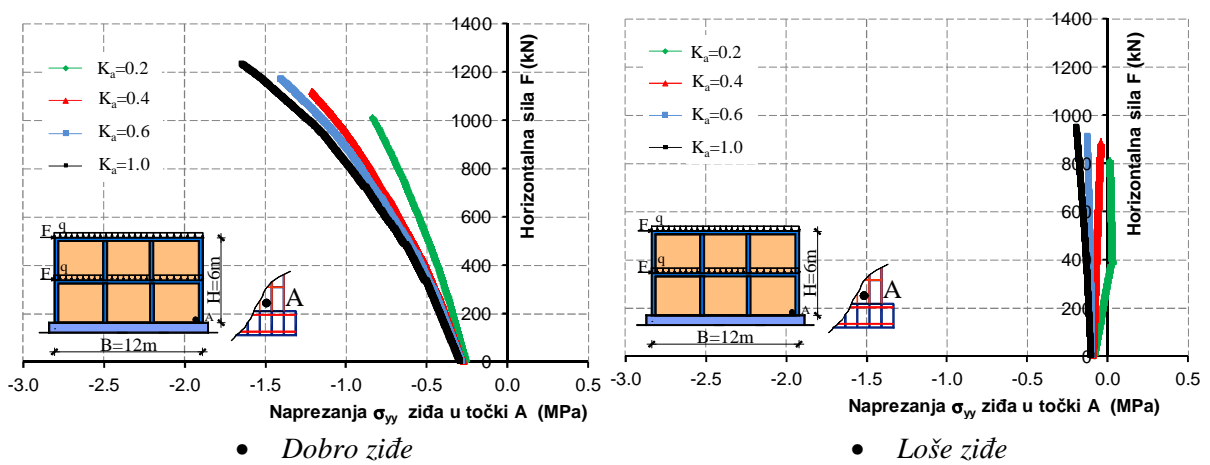 1400
1200
1000
800
600
400
200
0
Horizontalna sila F (kN)
Kₐ=0.2
Kₐ=0.4
Kₐ=0.6
Kₐ=1.0
F q
F q
H=6m
A
B=12m
A
-3.0 -2.5 -2.0 -1.5 -1.0 -0.5 0.0 0.5
Naprezanja σyy ziđa u točki A (MPa)
• Dobro ziđe
1400
1200
1000
800
600
400
200
0
Horizontalna sila F (kN)
Kₐ=0.2
Kₐ=0.4
Kₐ=0.6
Kₐ=1.0
F q
F q
H=6m
A
B=12m
A
-3.0 -2.5 -2.0 -1.5 -1.0 -0.5 0.0 0.5
Naprezanja σyy ziđa u točki A (MPa)
• Loše ziđe